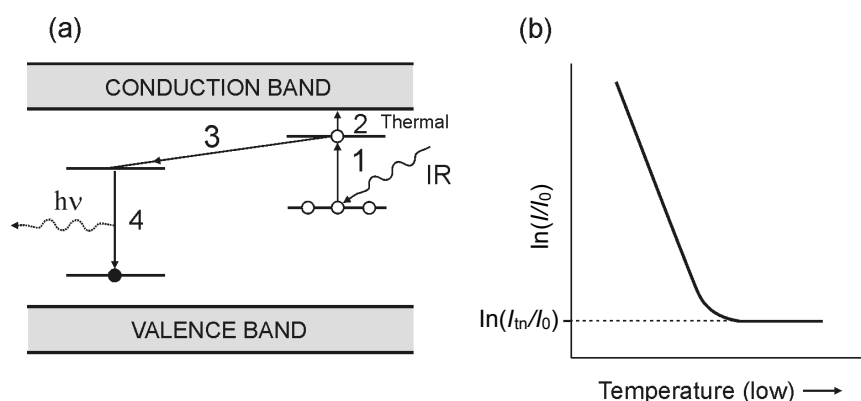 (a)
CONDUCTION BAND
2 Thermal
3
1
IR
hν
4
VALENCE BAND
(b)
ln(I/I₀)
ln(Iₜₙ/I₀)
Temperature (low) →